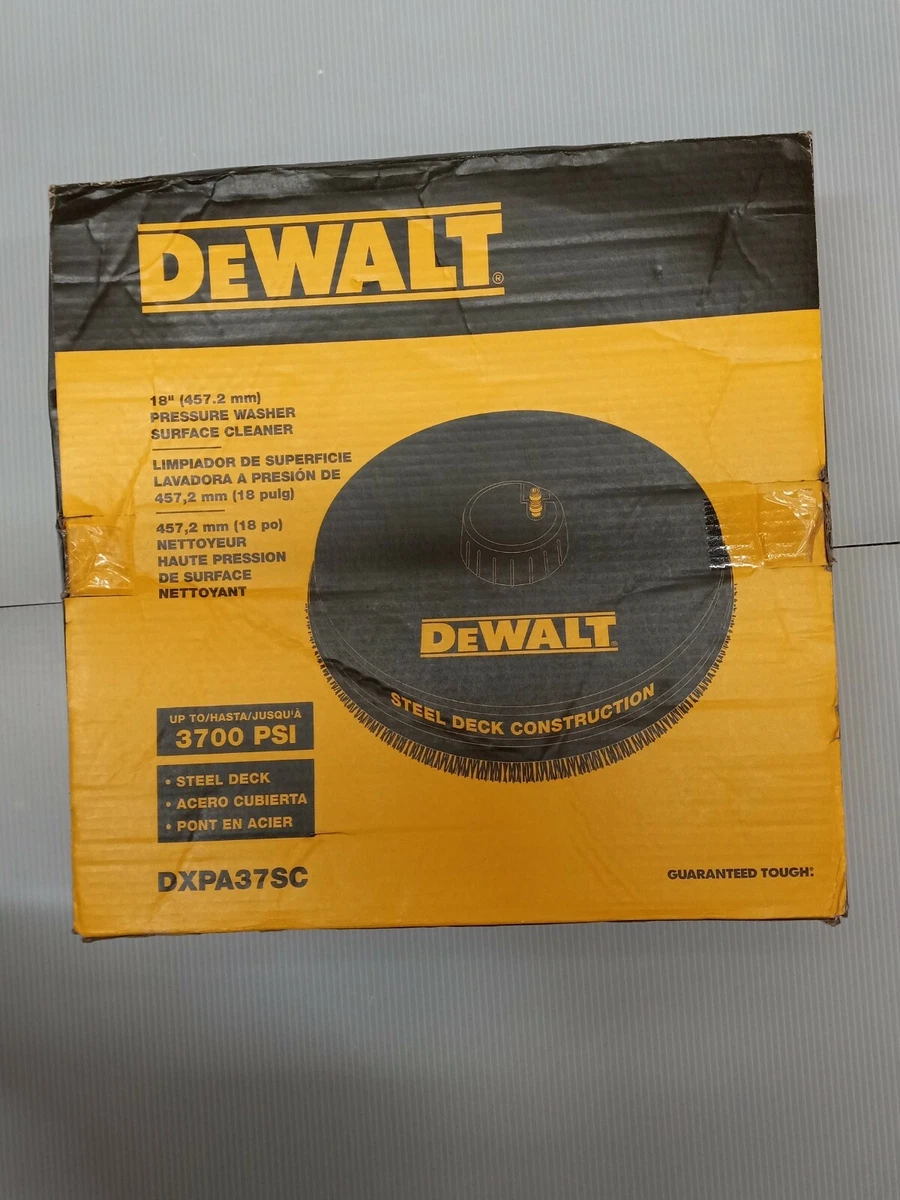 DEWALT®
18" (457.2 mm)
PRESSURE WASHER
SURFACE CLEANER
LIMPIADOR DE SUPERFICIE
LAVADORA A PRESIÓN DE
457,2 mm (18 pulg)
457,2 mm (18 po)
NETTOYEUR
HAUTE PRESSION
DE SURFACE
NETTOYANT
DEWALT
STEEL DECK CONSTRUCTION
UP TO/HASTA/JUSQU'À
3700 PSI
• STEEL DECK
• ACERO CUBIERTA
• PONT EN ACIER
DXPA37SC
GUARANTEED TOUGH.